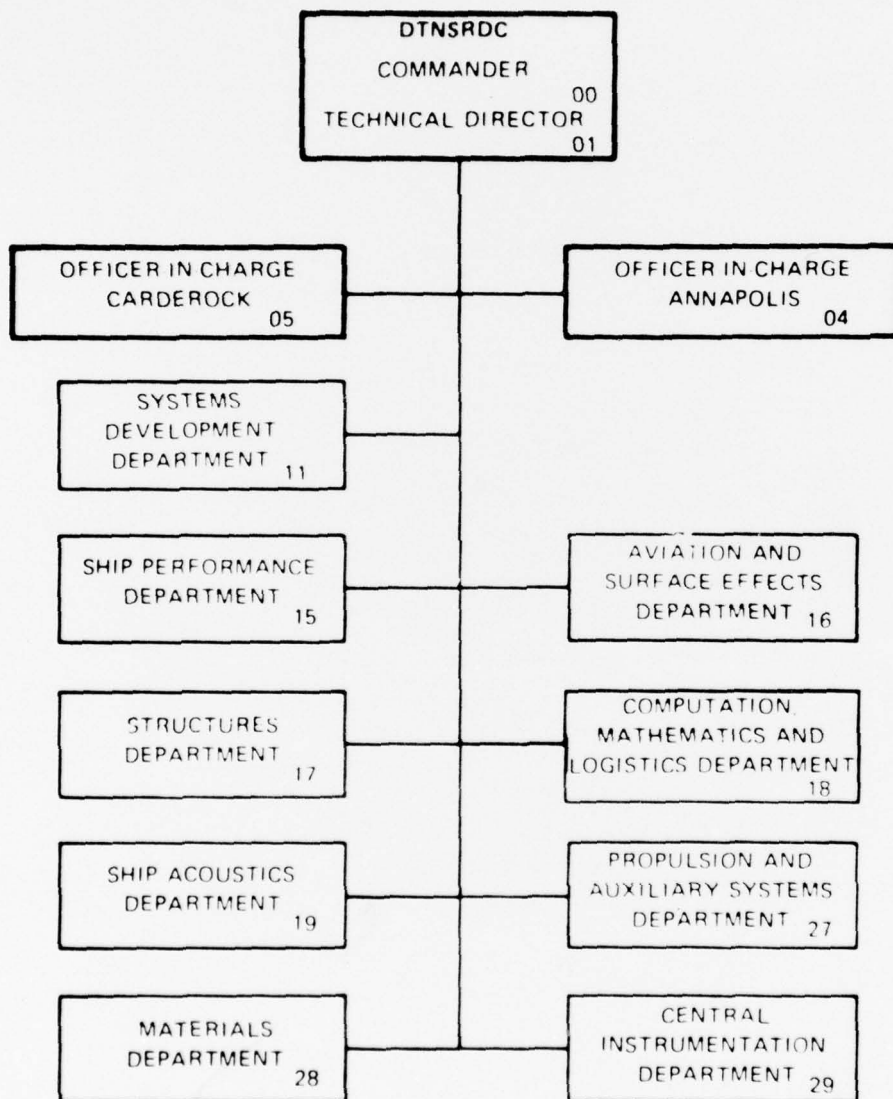 DTNSRDC
COMMANDER
00
TECHNICAL DIRECTOR
01
OFFICER IN CHARGE
CARDEROCK
05
OFFICER IN CHARGE
ANNAPOLIS
04
SYSTEMS
DEVELOPMENT
DEPARTMENT
11
SHIP PERFORMANCE
DEPARTMENT
15
AVIATION AND
SURFACE EFFECTS
DEPARTMENT
16
STRUCTURES
DEPARTMENT
17
COMPUTATION,
MATHEMATICS AND
LOGISTICS DEPARTMENT
18
SHIP ACOUSTICS
DEPARTMENT
19
PROPULSION AND
AUXILIARY SYSTEMS
DEPARTMENT
27
MATERIALS
DEPARTMENT
28
CENTRAL
INSTRUMENTATION
DEPARTMENT
29